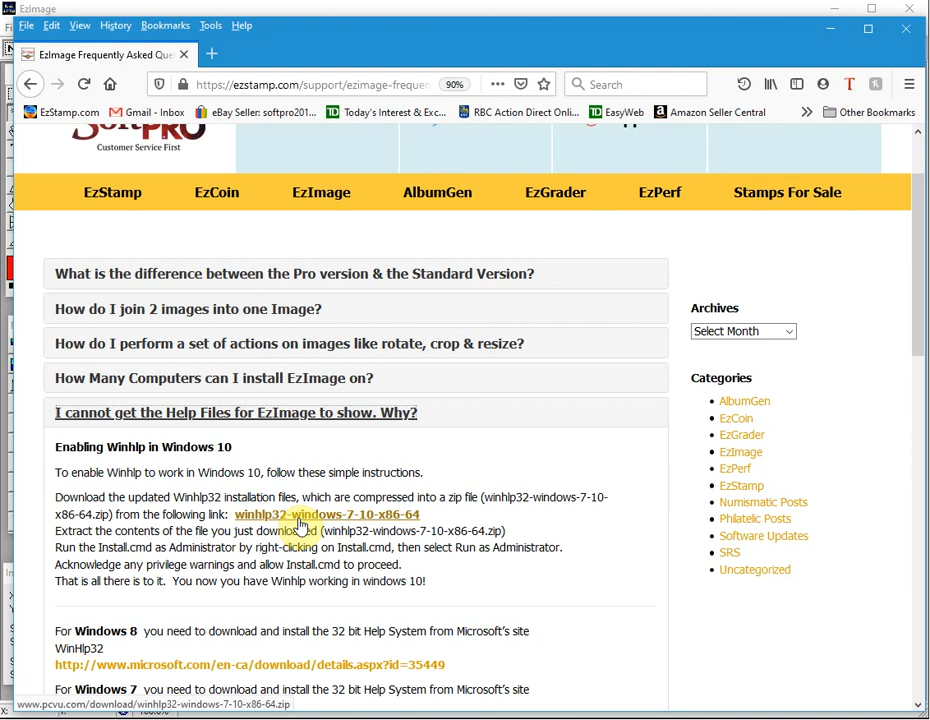 EzImage
File Edit View History Bookmarks Tools Help
EzImage Frequently Asked Que
https://ezstamp.com/support/ezimage-frequen 90% Search
EzStamp.com Gmail - Inbox eBay Seller: softpro201... Today's Interest & Exc... RBC Action Direct Onli... TD EasyWeb Amazon Seller Central Other Bookmarks
SoftPRO
Customer Service First
EzStamp EzCoin EzImage AlbumGen EzGrader EzPerf Stamps For Sale
What is the difference between the Pro version & the Standard Version?
How do I join 2 images into one Image?
How do I perform a set of actions on images like rotate, crop & resize?
How Many Computers can I install EzImage on?
I cannot get the Help Files for EzImage to show. Why?
Enabling Winhlp in Windows 10
To enable Winhlp to work in Windows 10, follow these simple instructions.
Download the updated Winhlp32 installation files, which are compressed into a zip file (winhlp32-windows-7-10-
x86-64.zip) from the following link: winhlp32-windows-7-10-x86-64
Extract the contents of the file you just downloaded (winhlp32-windows-7-10-x86-64.zip)
Run the Install.cmd as Administrator by right-clicking on Install.cmd, then select Run as Administrator.
Acknowledge any privilege warnings and allow Install.cmd to proceed.
That is all there is to it. You now you have Winhlp working in windows 10!
For Windows 8 you need to download and install the 32 bit Help System from Microsoft's site
WinHlp32
http://www.microsoft.com/en-ca/download/details.aspx?id=35449
For Windows 7 you need to download and install the 32 bit Help System from Microsoft's site
Archives
Select Month
Categories
AlbumGen
EzCoin
EzGrader
EzImage
EzPerf
EzStamp
Numismatic Posts
Philatelic Posts
Software Updates
SRS
Uncategorized
www.pcvu.com/download/winhlp32-windows-7-10-x86-64.zip